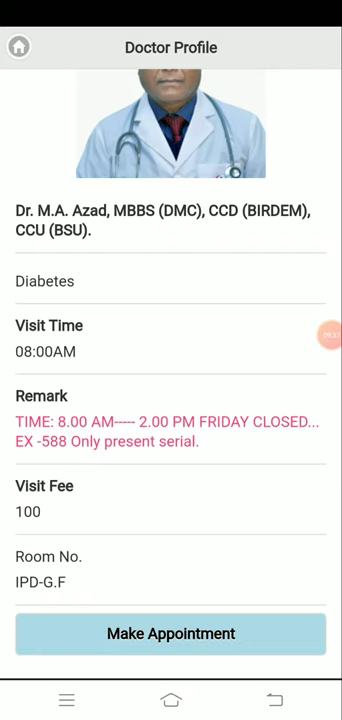 Doctor Profile
Dr. M.A. Azad, MBBS (DMC), CCD (BIRDEM),
CCU (BSU).
Diabetes
Visit Time
08:00AM
09:37
Remark
TIME: 8.00 AM----- 2.00 PM FRIDAY CLOSED...
EX -588 Only present serial.
Visit Fee
100
Room No.
IPD-G.F
Make Appointment